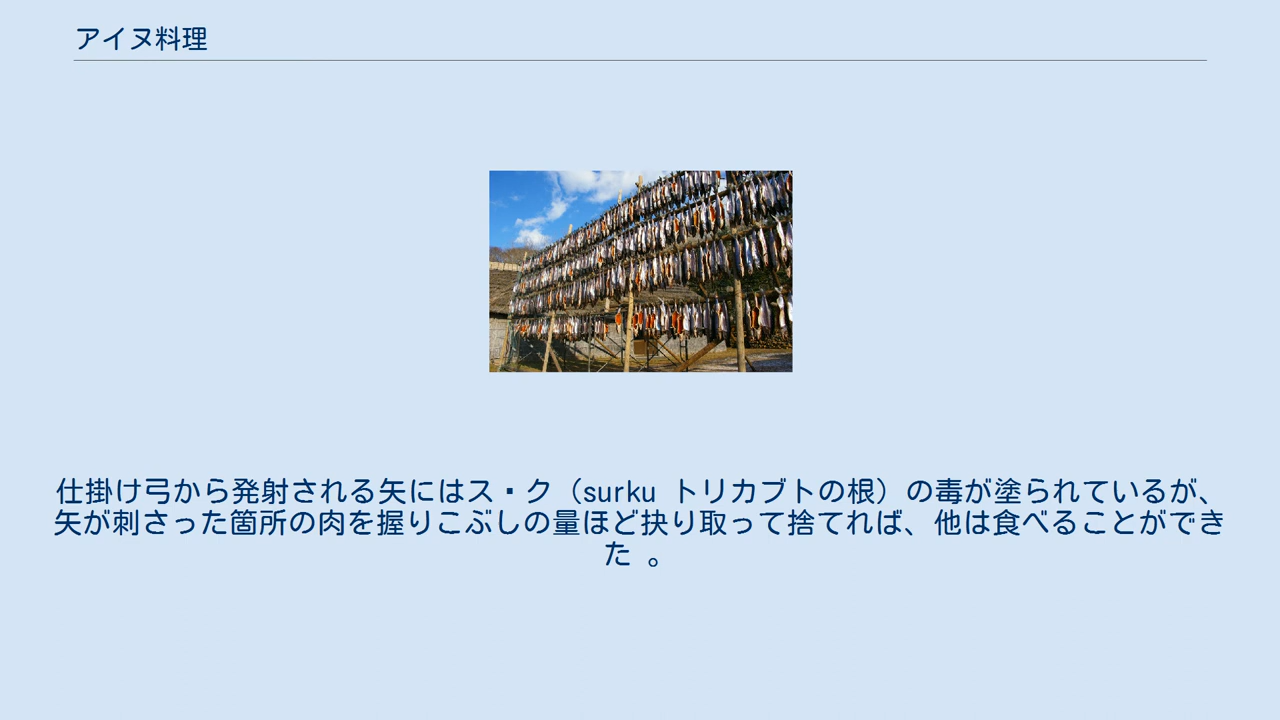 アイヌ料理
仕掛け弓から発射される矢にはス・ク（surku トリカブトの根）の毒が塗られているが、
矢が刺さった箇所の肉を握りこぶしの量ほど抉り取って捨てれば、他は食べることができ
た 。